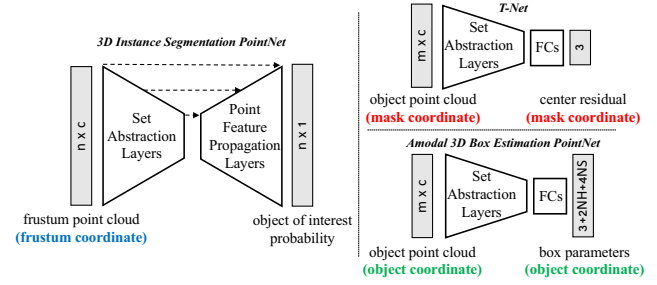 3D Instance Segmentation PointNet
n x c
Set
Abstraction
Layers
Point
Feature
Propagation
Layers
n x 1
frustum point cloud
(frustum coordinate)
object of interest
probability
T-Net
m x c
Set
Abstraction
Layers
FCs
3
object point cloud
(mask coordinate)
center residual
(mask coordinate)
Amodal 3D Box Estimation PointNet
m x c
Set
Abstraction
Layers
FCs
3+2NH+4NS
object point cloud
(object coordinate)
box parameters
(object coordinate)